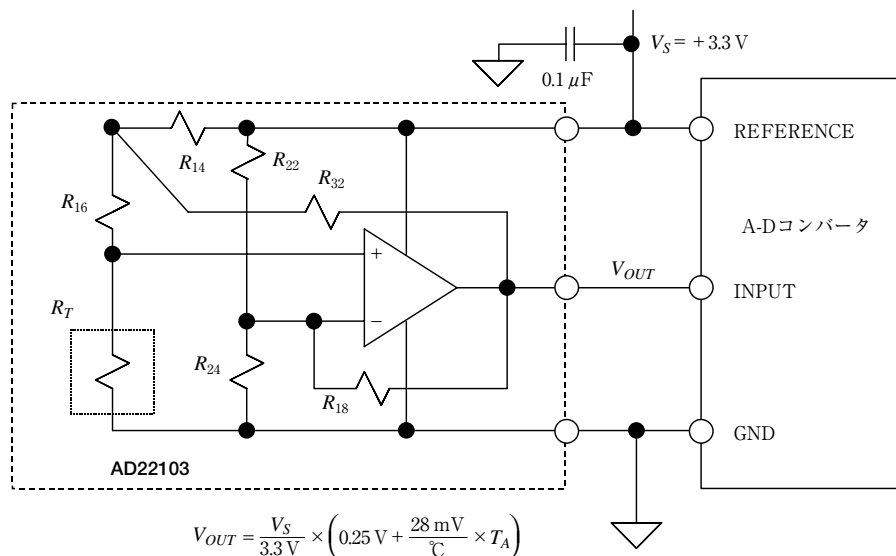 V_S = +3.3 V
0.1 μF
REFERENCE
R_14
R_22
R_32
R_16
A-Dコンバータ
+
V_OUT
INPUT
R_T
−
R_24
R_18
GND
AD22103
V_OUT = V_S / 3.3 V × (0.25 V + 28 mV / ℃ × T_A)